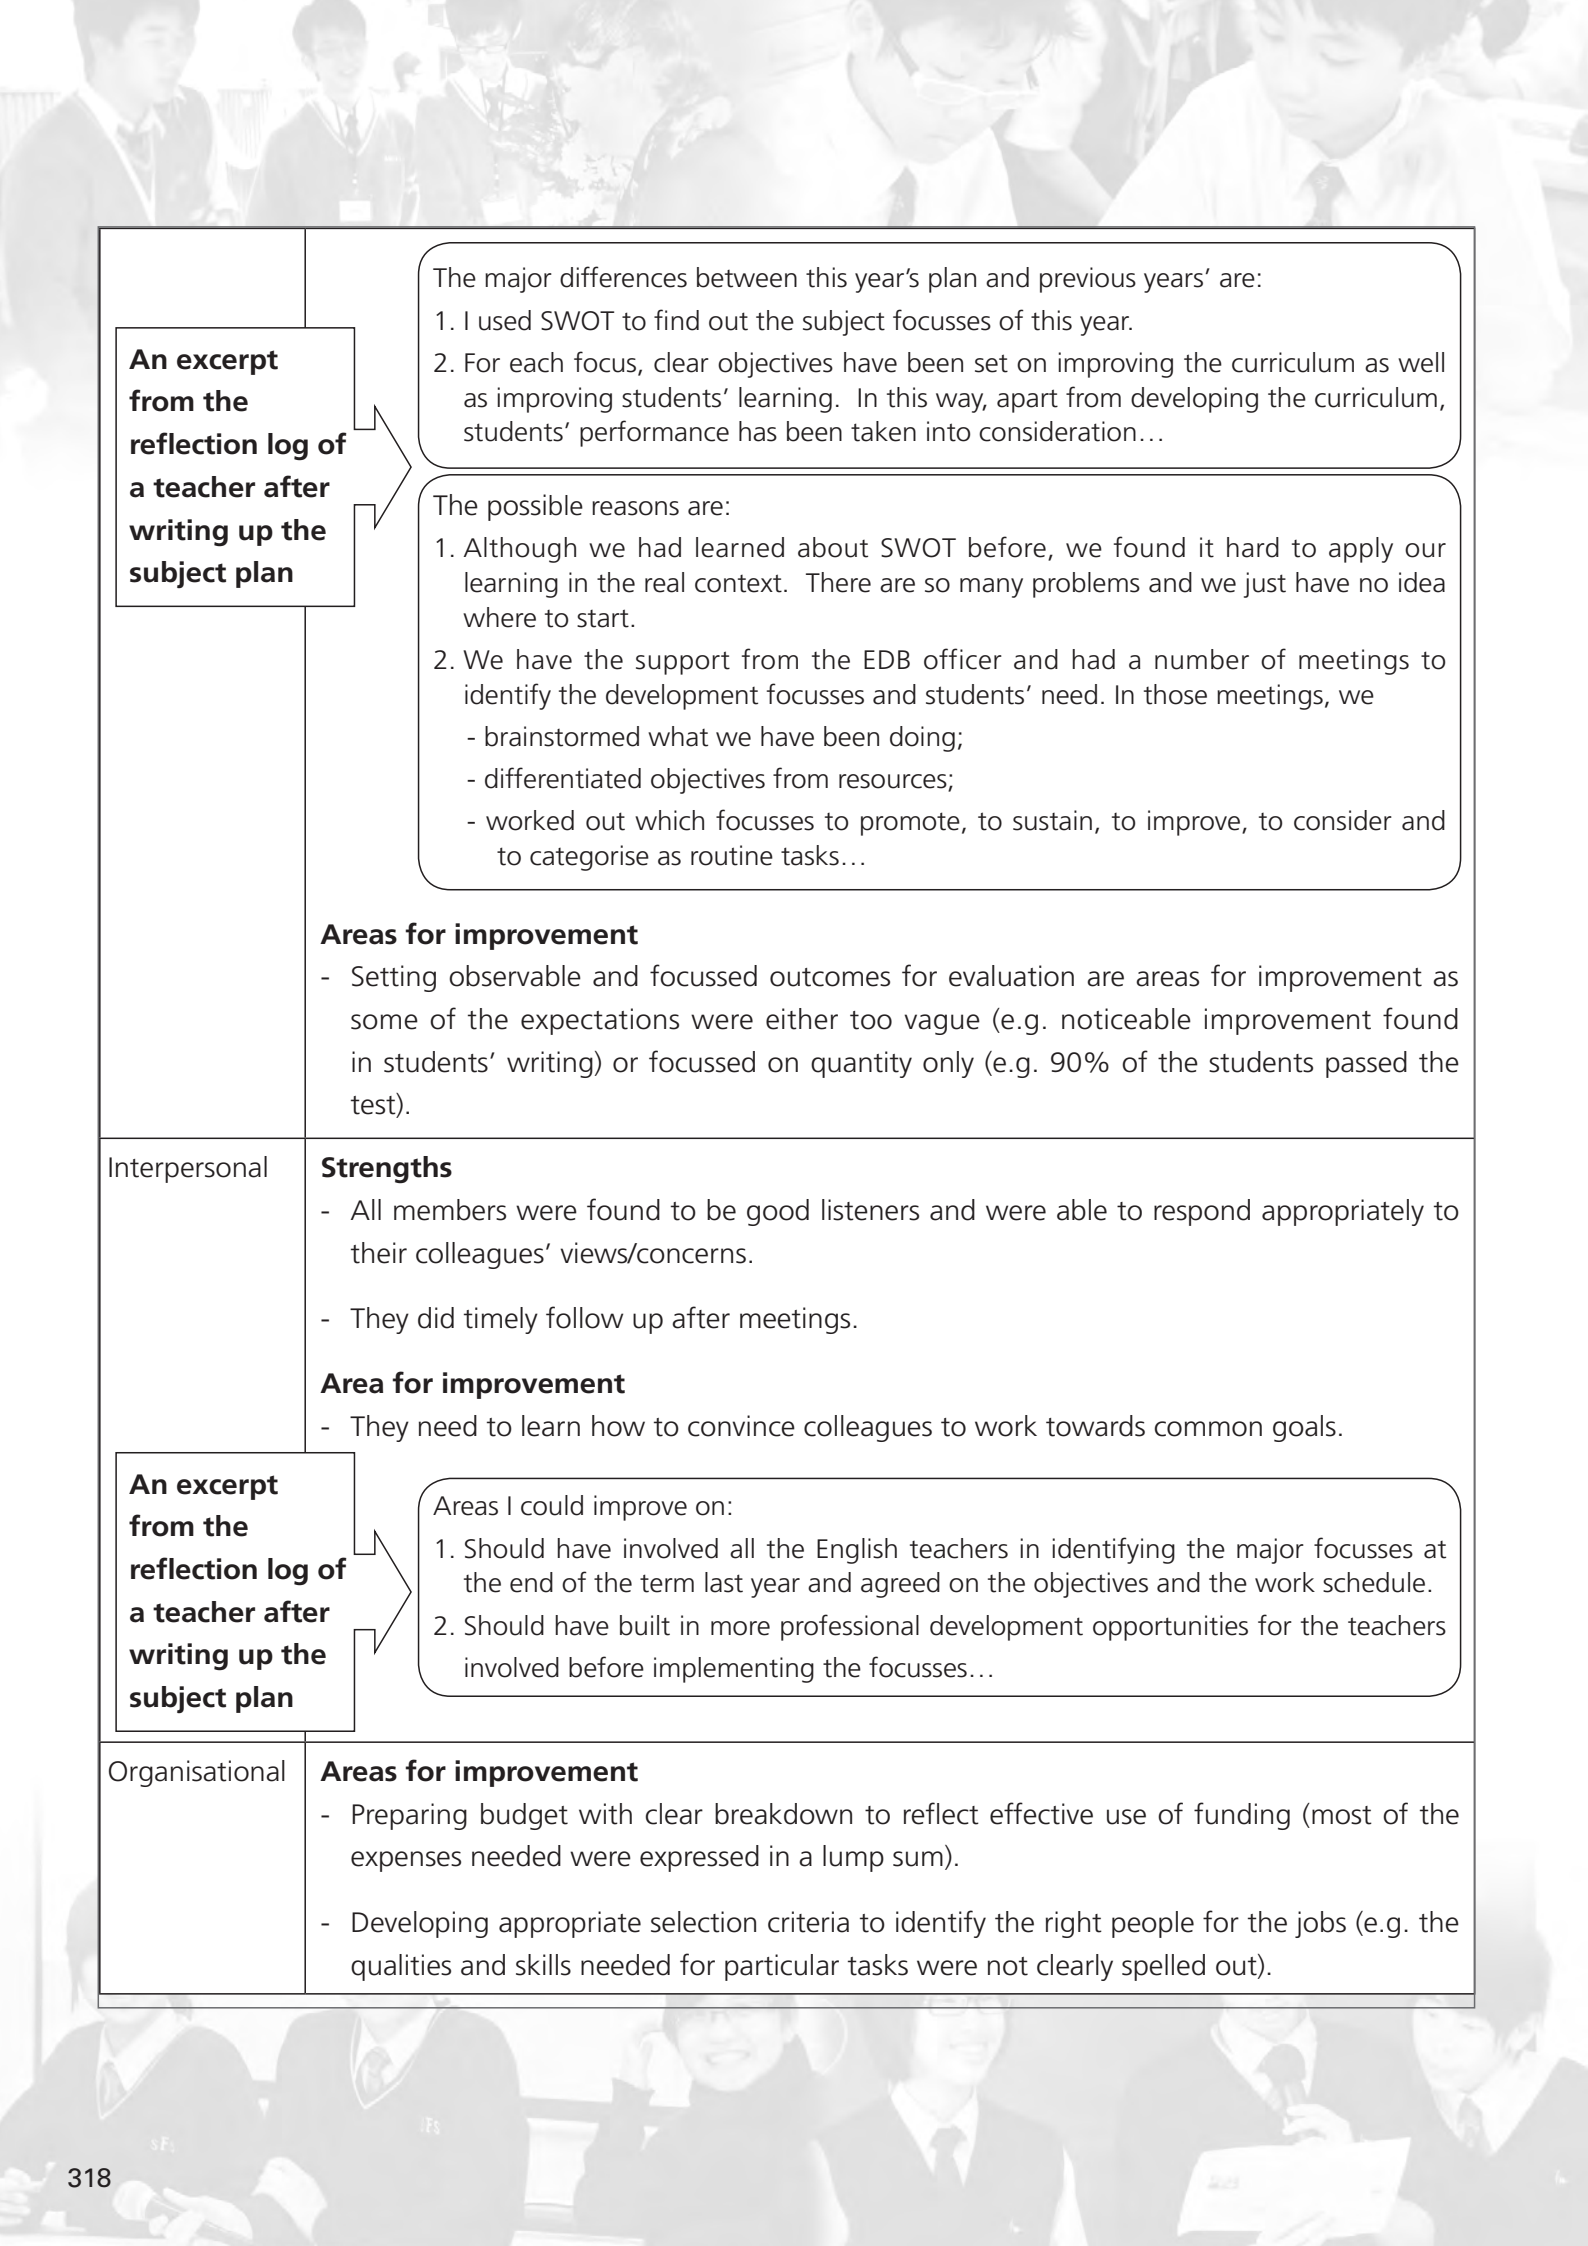 An excerpt
from the
reflection log of
a teacher after
writing up the
subject plan
The major differences between this year’s plan and previous years’ are:
1. I used SWOT to find out the subject focusses of this year.
2. For each focus, clear objectives have been set on improving the curriculum as well
as improving students’ learning. In this way, apart from developing the curriculum,
students’ performance has been taken into consideration…
The possible reasons are:
1. Although we had learned about SWOT before, we found it hard to apply our
learning in the real context. There are so many problems and we just have no idea
where to start.
2. We have the support from the EDB officer and had a number of meetings to
identify the development focusses and students’ need. In those meetings, we
- brainstormed what we have been doing;
- differentiated objectives from resources;
- worked out which focusses to promote, to sustain, to improve, to consider and
to categorise as routine tasks…
Areas for improvement
- Setting observable and focussed outcomes for evaluation are areas for improvement as
some of the expectations were either too vague (e.g. noticeable improvement found
in students’ writing) or focussed on quantity only (e.g. 90% of the students passed the
test).
Interpersonal
Strengths
- All members were found to be good listeners and were able to respond appropriately to
their colleagues’ views/concerns.
- They did timely follow up after meetings.
Area for improvement
- They need to learn how to convince colleagues to work towards common goals.
An excerpt
from the
reflection log of
a teacher after
writing up the
subject plan
Areas I could improve on:
1. Should have involved all the English teachers in identifying the major focusses at
the end of the term last year and agreed on the objectives and the work schedule.
2. Should have built in more professional development opportunities for the teachers
involved before implementing the focusses…
Organisational
Areas for improvement
- Preparing budget with clear breakdown to reflect effective use of funding (most of the
expenses needed were expressed in a lump sum).
- Developing appropriate selection criteria to identify the right people for the jobs (e.g. the
qualities and skills needed for particular tasks were not clearly spelled out).
318